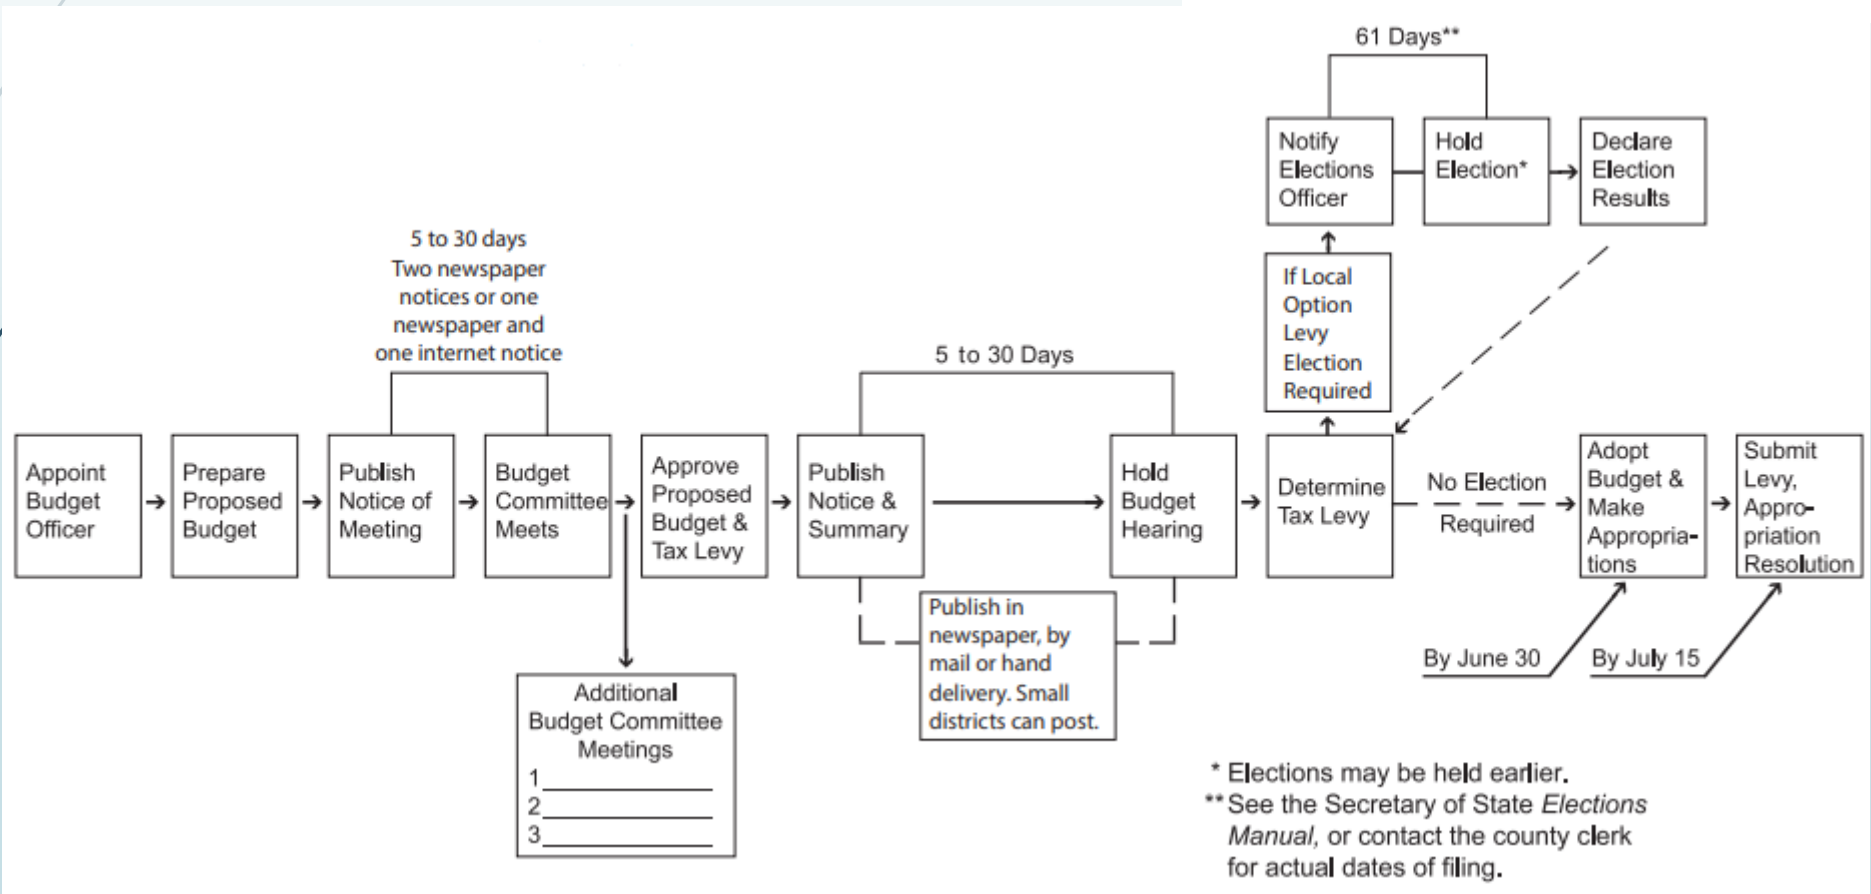 61 Days**
Notify
Elections
Officer
Hold
Election*
Declare
Election
Results
5 to 30 days
Two newspaper
notices or one
newspaper and
one internet notice
If Local
Option
Levy
Election
Required
5 to 30 Days
Appoint
Budget
Officer
Prepare
Proposed
Budget
Publish
Notice of
Meeting
Budget
Committee
Meets
Approve
Proposed
Budget &
Tax Levy
Publish
Notice &
Summary
Hold
Budget
Hearing
Determine
Tax Levy
No Election
Required
Adopt
Budget &
Make
Appropria-
tions
Submit
Levy,
Appro-
priation
Resolution
Publish in
newspaper, by
mail or hand
delivery. Small
districts can post.
By June 30
By July 15
Additional
Budget Committee
Meetings
1
2
3
* Elections may be held earlier.
** See the Secretary of State Elections
Manual, or contact the county clerk
for actual dates of filing.